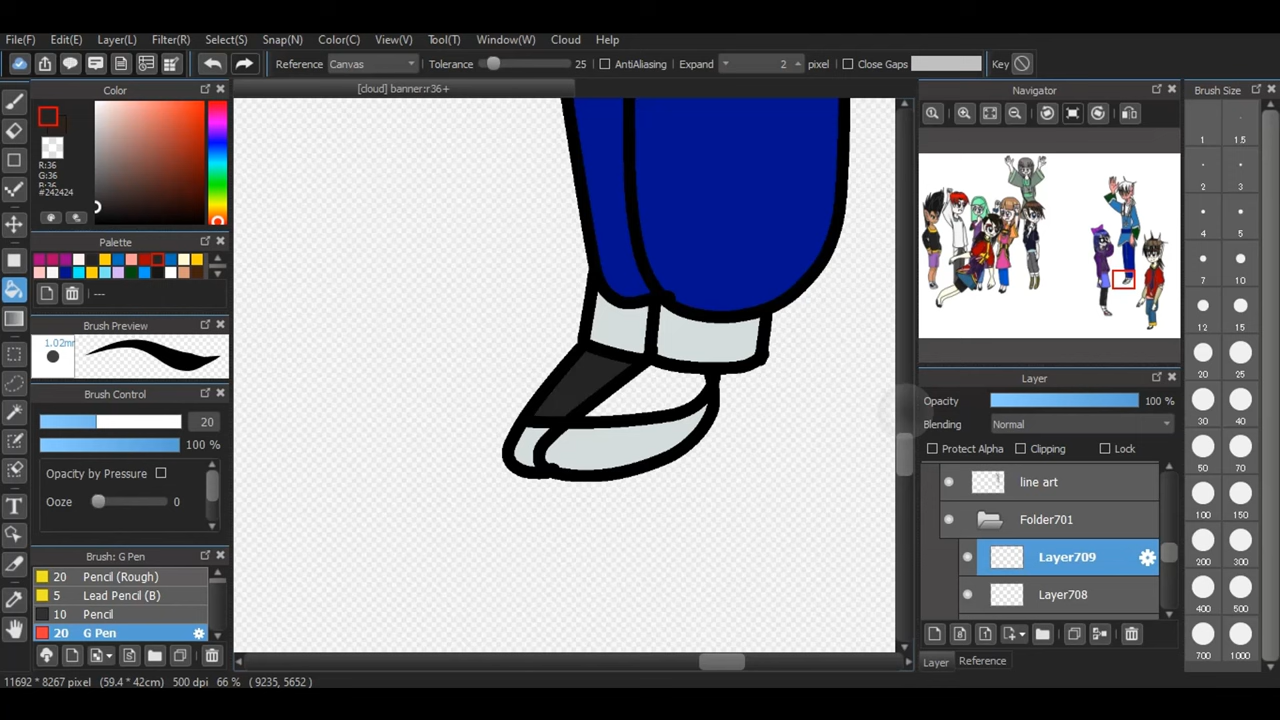 File(F) Edit(E) Layer(L) Filter(R) Select(S) Snap(N) Color(C) View(V) Tool(T) Window(W) Cloud Help
Reference Canvas Tolerance 25 AntiAliasing Expand 2 pixel Close Gaps Key
Color
[cloud] banner:r36+
Navigator
Brush Size
R:36
G:36
B:36
#242424
Palette
---
Brush Preview
1.02mm
Brush Control
20
100 %
Opacity by Pressure
Ooze 0
Brush: G Pen
20 Pencil (Rough)
5 Lead Pencil (B)
10 Pencil
20 G Pen
Layer
Opacity 100 %
Blending Normal
Protect Alpha Clipping Lock
line art
Folder701
Layer709
Layer708
Layer Reference
1 1.5
2 3
4 5
7 10
12 15
20 25
30 40
50 70
100 150
200 300
400 500
700 1000
11692 * 8267 pixel (59.4 * 42cm) 500 dpi 66 % ( 9235, 5652 )